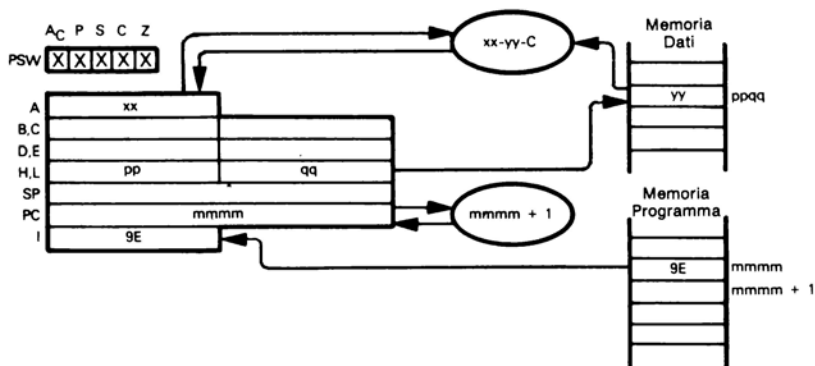 A_C P S C Z
PSW X X X X X
xx-yy-C
Memoria
Dati
A xx
yy ppqq
B,C
D,E
H,L pp qq
SP
PC mmmm
mmmm + 1
I 9E
Memoria
Programma
9E mmmm
mmmm + 1